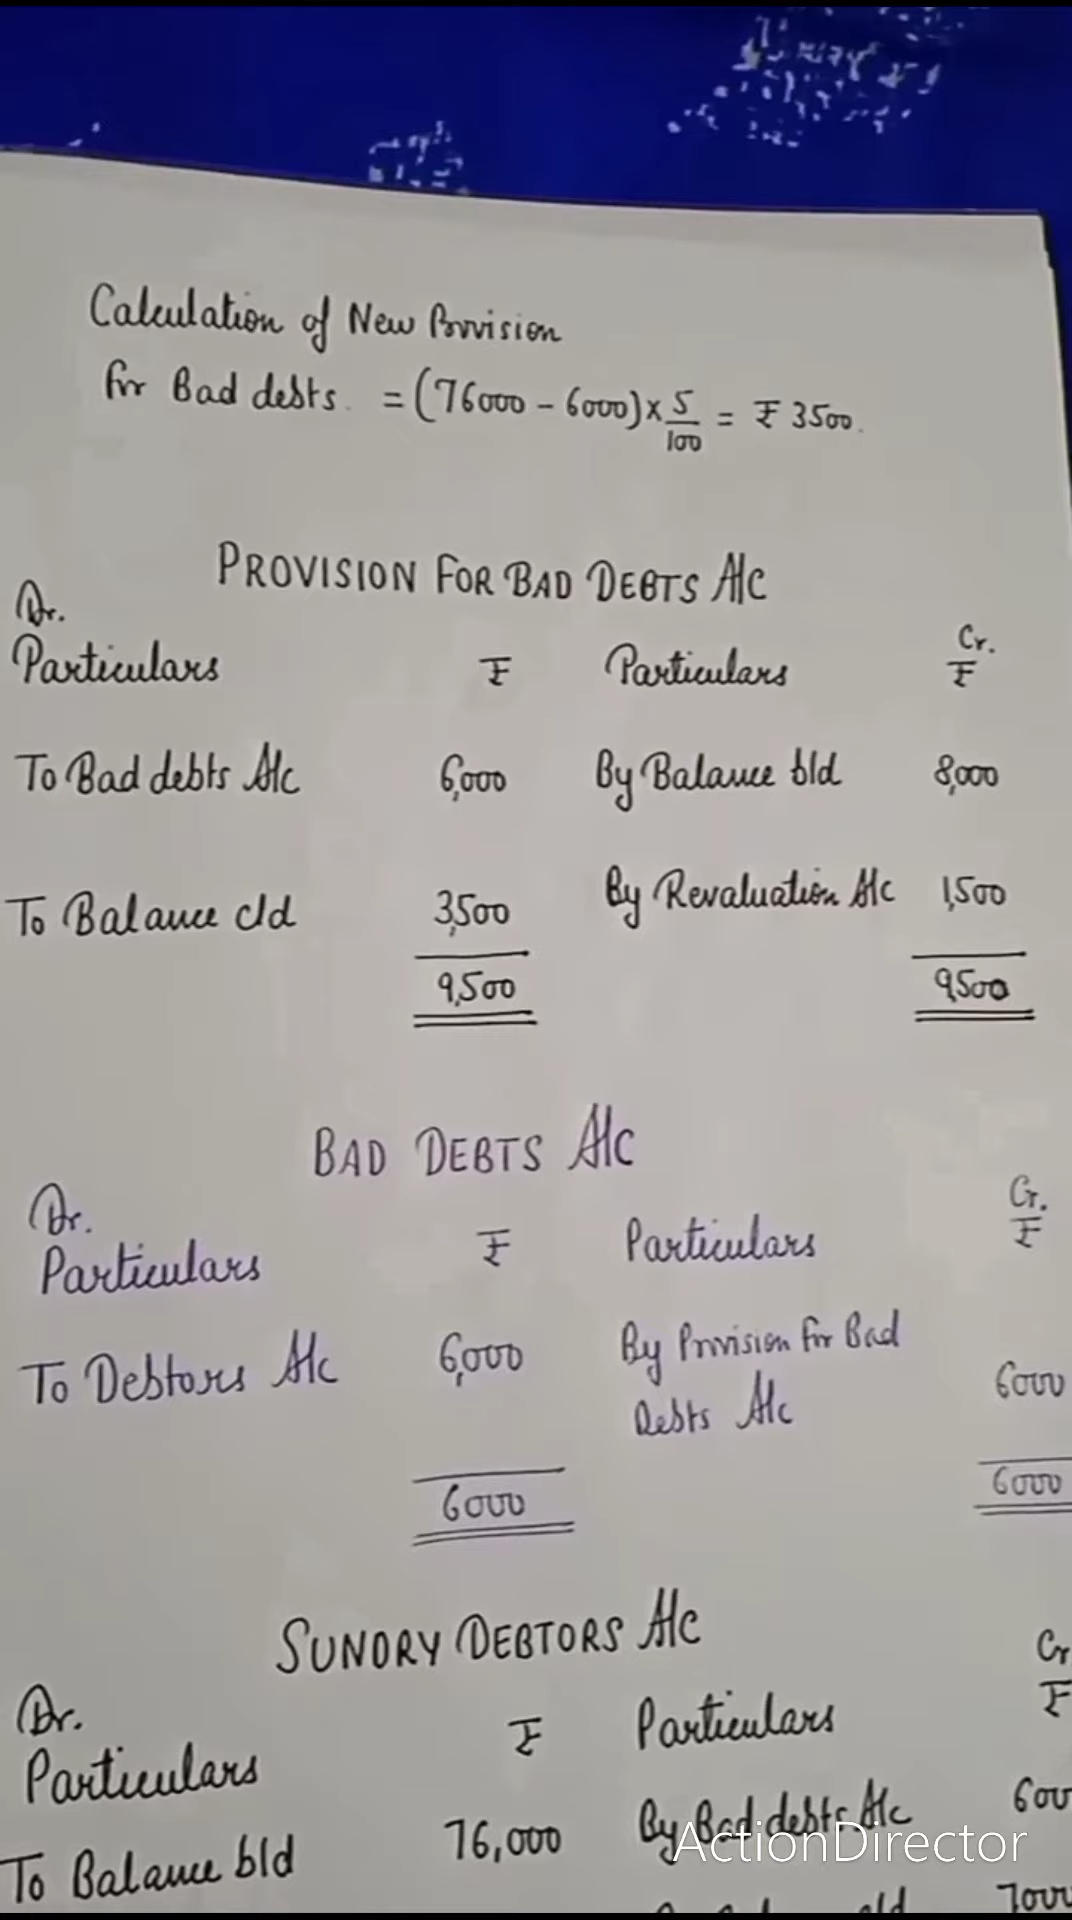 Calculation of New Provision
for Bad debts. = (76000 - 6000) x 5/100 = ₹ 3500.
PROVISION FOR BAD DEBTS A/c
Dr. Cr.
Particulars ₹ Particulars ₹
To Bad debts A/c 6,000 By Balance b/d 8,000
To Balance c/d 3,500 By Revaluation A/c 1,500
9,500 9,500
BAD DEBTS A/c
Dr. Cr.
Particulars ₹ Particulars ₹
To Debtors A/c 6,000 By Provision for Bad
Debts A/c 6000
6000 6000
SUNDRY DEBTORS A/c
Dr. Cr
Particulars ₹ Particulars ₹
To Balance b/d 76,000 By Bad debts A/c 600
ActionDirector